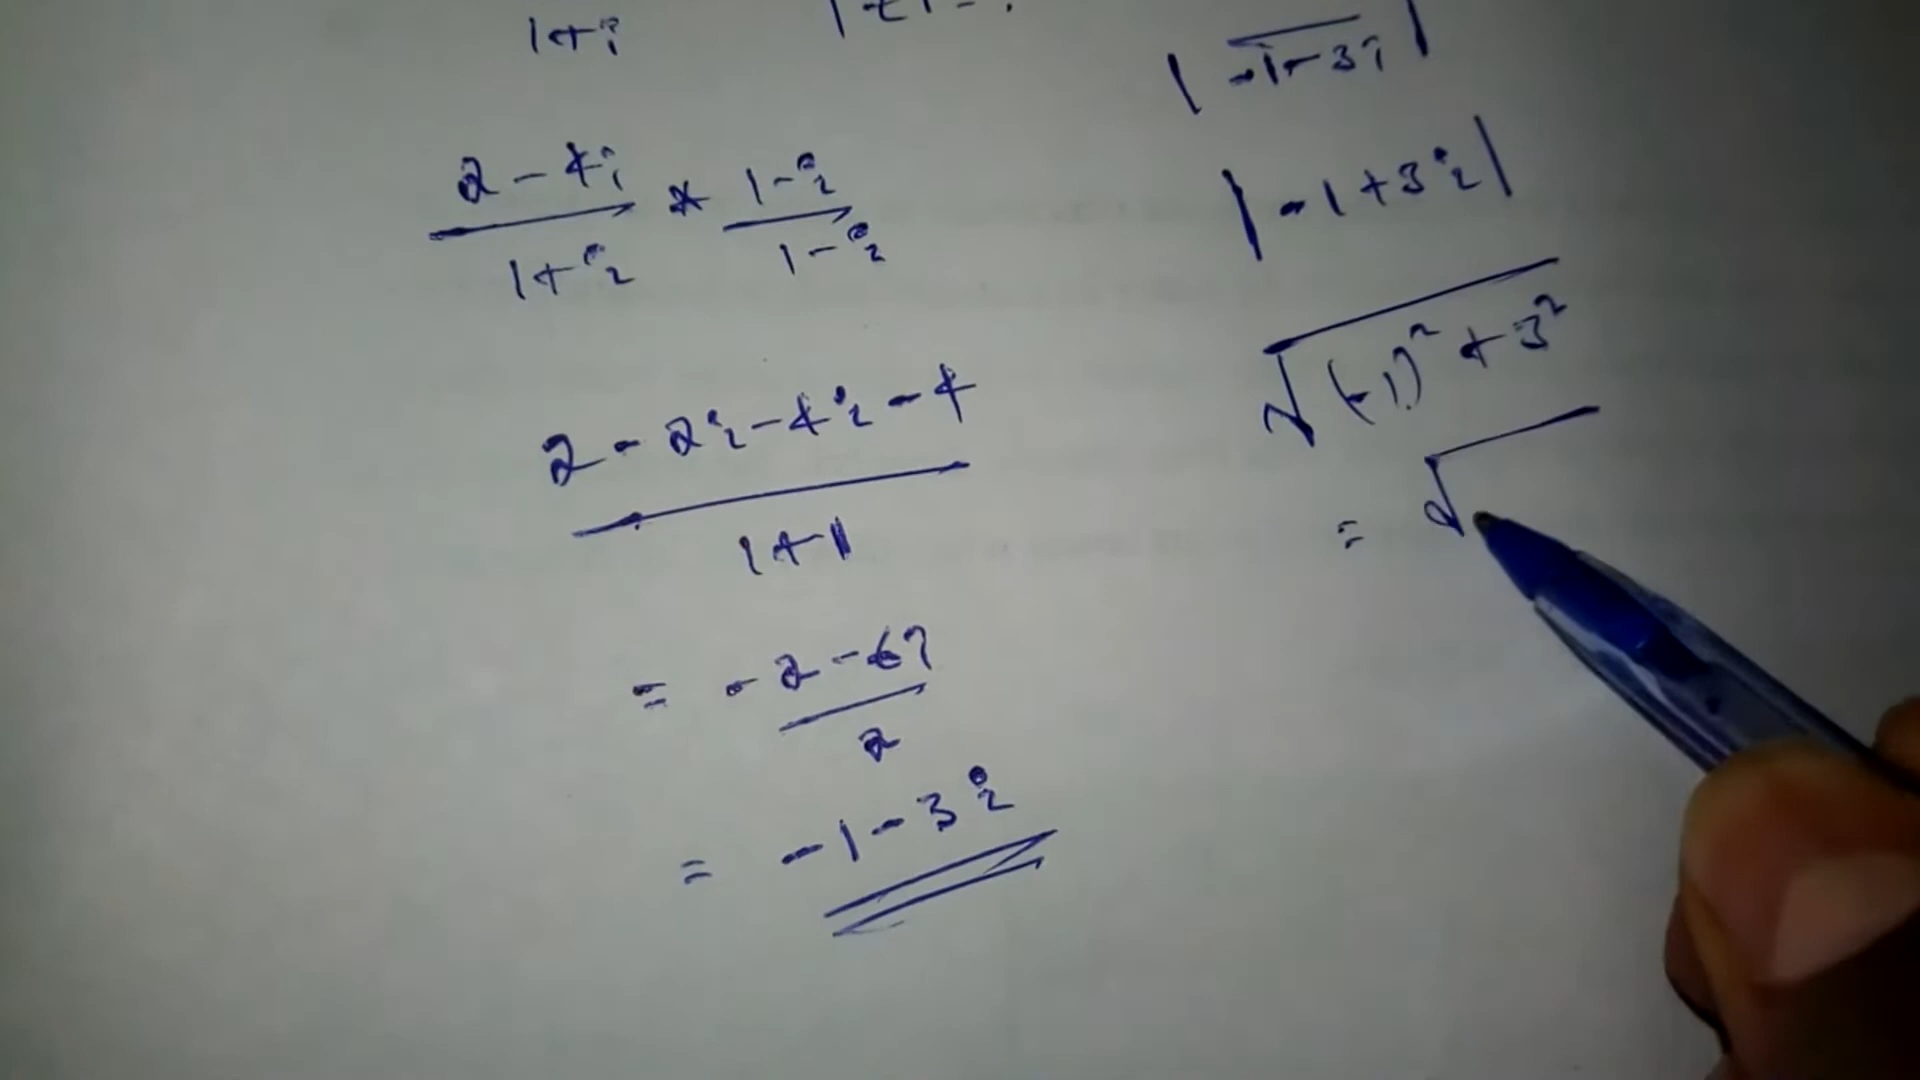 1+i
|-1-3i|
2-4i * 1-i
1+i 1-i
|-1+3i|
√(-1)² + 3²
2-2i-4i-4
1+1
= √
= -2-6i
2
= -1-3i